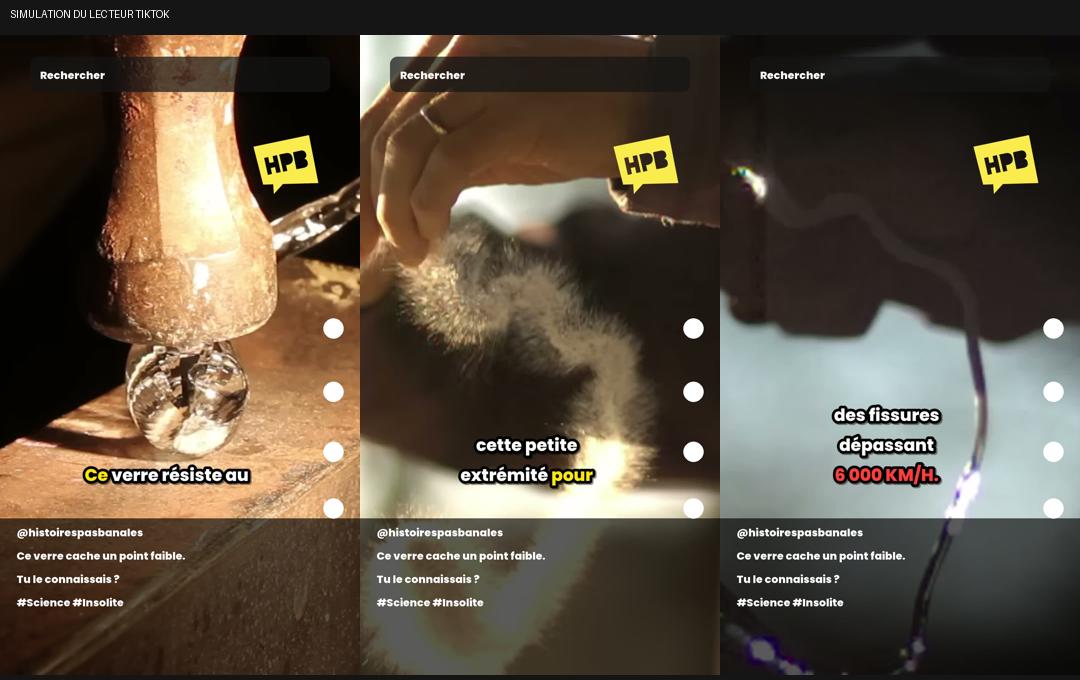 SIMULATION DU LECTEUR TIKTOK
Rechercher
HPB
Ce verre résiste au
@histoirespasbanales
Ce verre cache un point faible.
Tu le connaissais ?
#Science #Insolite
Rechercher
HPB
cette petite
extrémité pour
@histoirespasbanales
Ce verre cache un point faible.
Tu le connaissais ?
#Science #Insolite
Rechercher
HPB
des fissures
dépassant
6 000 KM/H.
@histoirespasbanales
Ce verre cache un point faible.
Tu le connaissais ?
#Science #Insolite